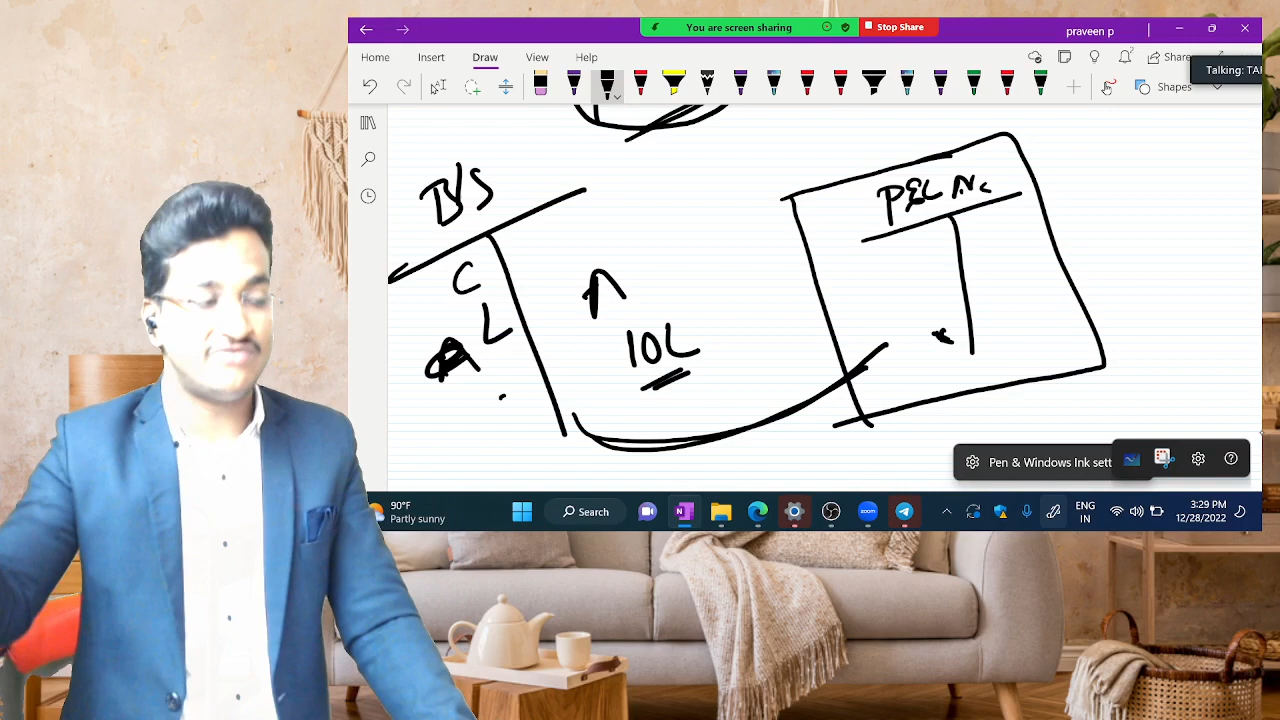 You are screen sharing
Stop Share
praveen p
Home Insert Draw View Help
Share
Talking: TA
Shapes
B/S
C
L
A
10L
P&L A/c
Pen & Windows Ink sett
90°F
Partly sunny
Search
zoom
ENG
IN
3:29 PM
12/28/2022